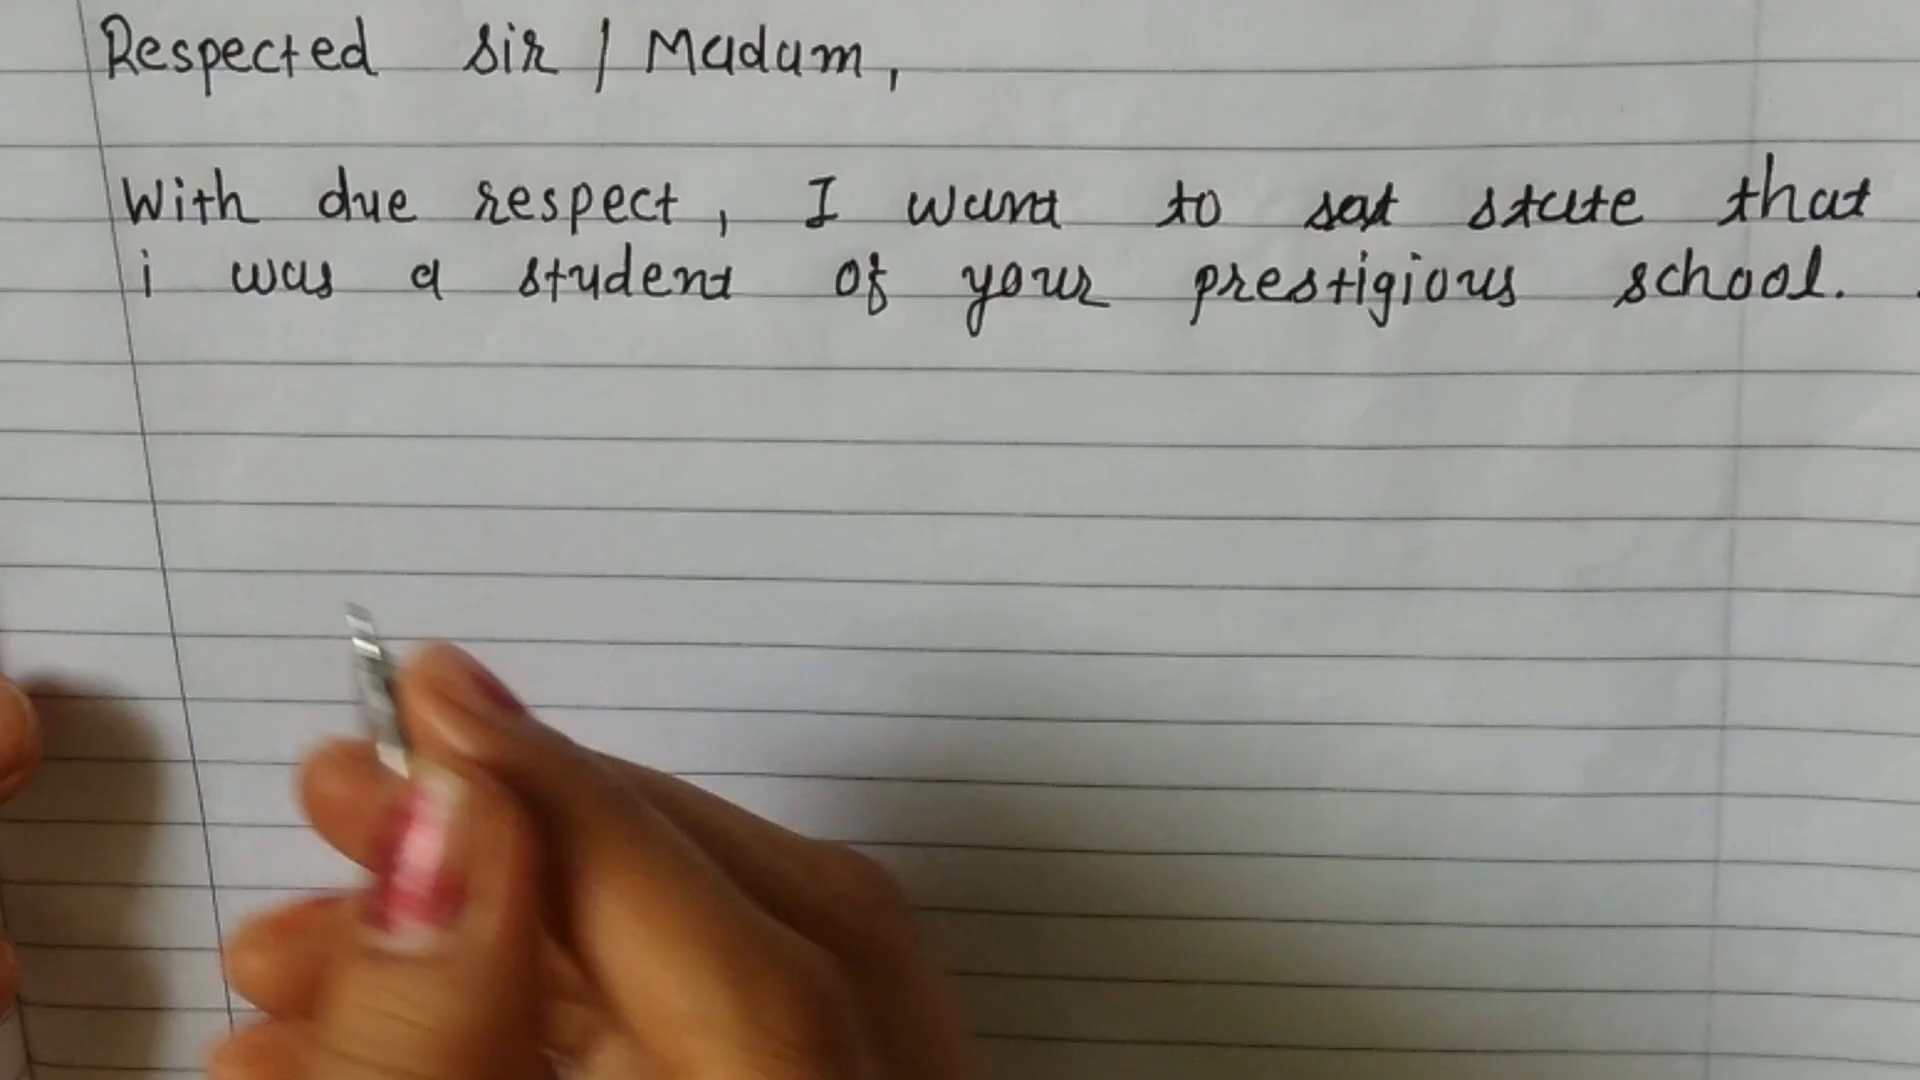 Respected sir / Madam,
With due respect, I want to sat state that
i was a student of your prestigious school.